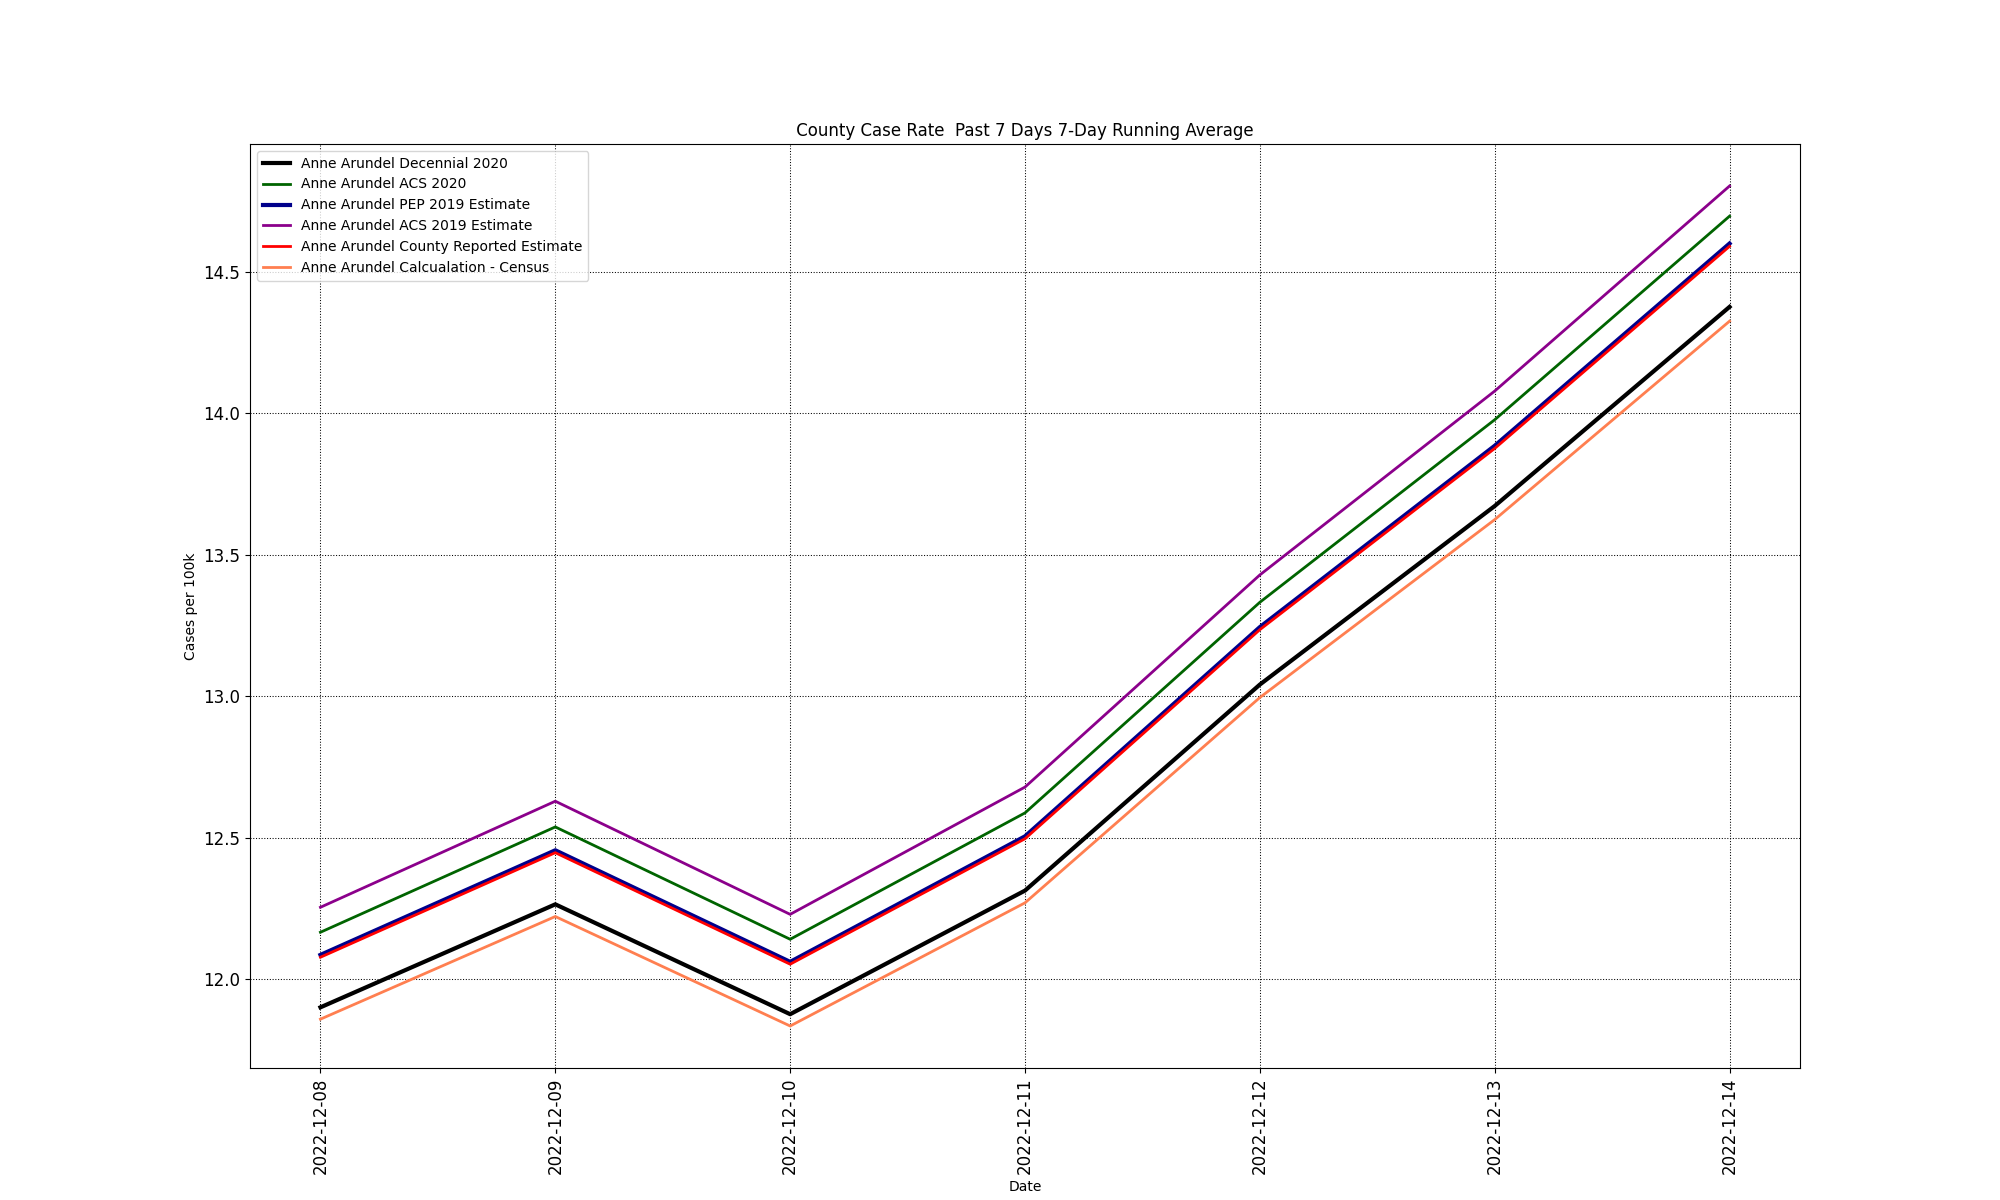 County Case Rate  Past 7 Days 7-Day Running Average
Anne Arundel Decennial 2020
Anne Arundel ACS 2020
Anne Arundel PEP 2019 Estimate
Anne Arundel ACS 2019 Estimate
Anne Arundel County Reported Estimate
Anne Arundel Calcualation - Census
14.5
14.0
13.5
13.0
12.5
12.0
Cases per 100k
2022-12-08
2022-12-09
2022-12-10
2022-12-11
2022-12-12
2022-12-13
2022-12-14
Date